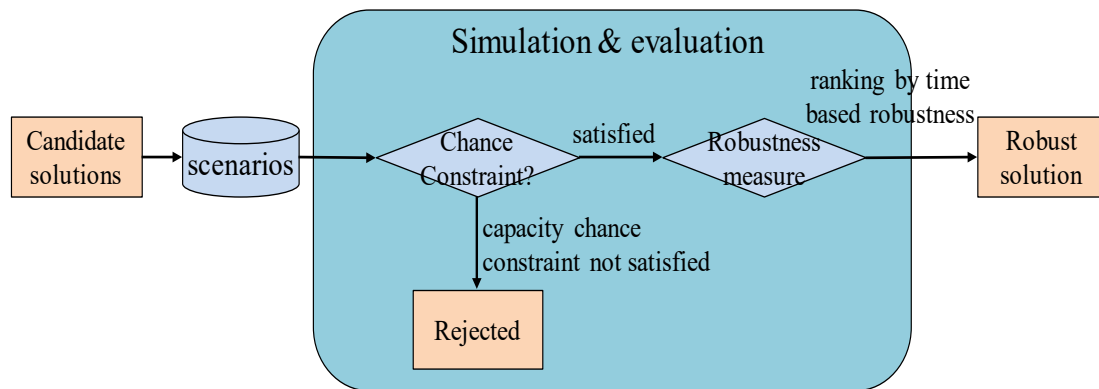 Simulation & evaluation
Candidate
solutions
scenarios
Chance
Constraint?
satisfied
Robustness
measure
ranking by time
based robustness
Robust
solution
capacity chance
constraint not satisfied
Rejected